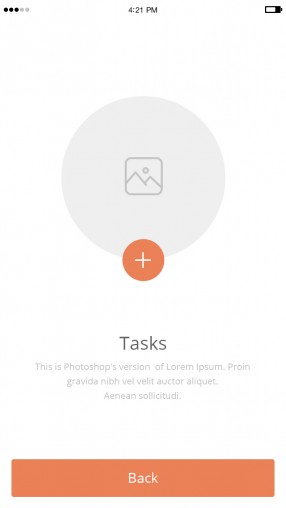 4:21 PM
Tasks
This is Photoshop's version of Lorem Ipsum. Proin
gravida nibh vel velit auctor aliquet.
Aenean sollicitudi.
Back